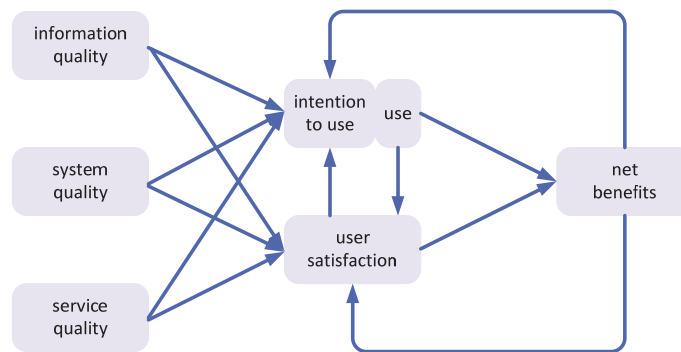 information
quality
intention
to use
use
system
quality
net
benefits
user
satisfaction
service
quality